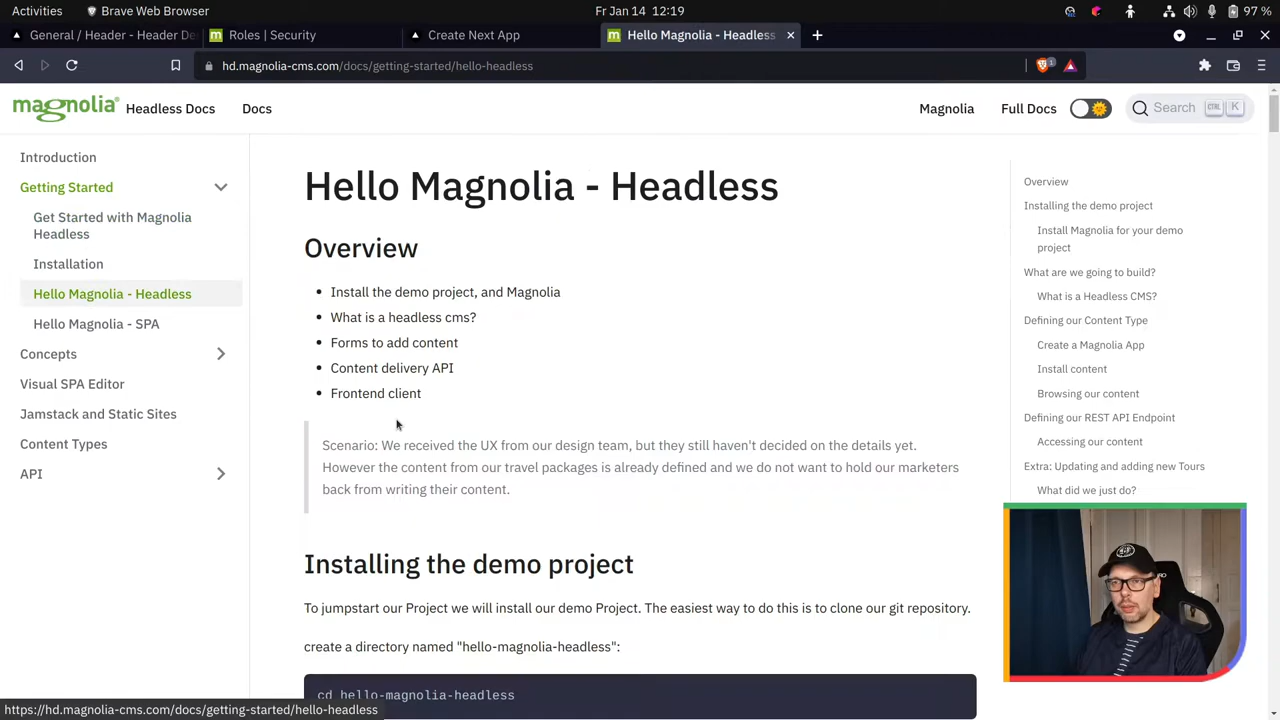 Activities
Brave Web Browser
Fr Jan 14 12:19
97 %
General / Header - Header De
Roles | Security
Create Next App
Hello Magnolia - Headless
hd.magnolia-cms.com/docs/getting-started/hello-headless
1
magnolia
Headless Docs
Docs
Magnolia
Full Docs
Search
CTRL
K
Introduction
Getting Started
Get Started with Magnolia
Headless
Installation
Hello Magnolia - Headless
Hello Magnolia - SPA
Concepts
Visual SPA Editor
Jamstack and Static Sites
Content Types
API
Hello Magnolia - Headless
Overview
Install the demo project, and Magnolia
What is a headless cms?
Forms to add content
Content delivery API
Frontend client
Scenario: We received the UX from our design team, but they still haven't decided on the details yet.
However the content from our travel packages is already defined and we do not want to hold our marketers
back from writing their content.
Installing the demo project
To jumpstart our Project we will install our demo Project. The easiest way to do this is to clone our git repository.
create a directory named "hello-magnolia-headless":
cd hello-magnolia-headless
Overview
Installing the demo project
Install Magnolia for your demo
project
What are we going to build?
What is a Headless CMS?
Defining our Content Type
Create a Magnolia App
Install content
Browsing our content
Defining our REST API Endpoint
Accessing our content
Extra: Updating and adding new Tours
What did we just do?
https://hd.magnolia-cms.com/docs/getting-started/hello-headless